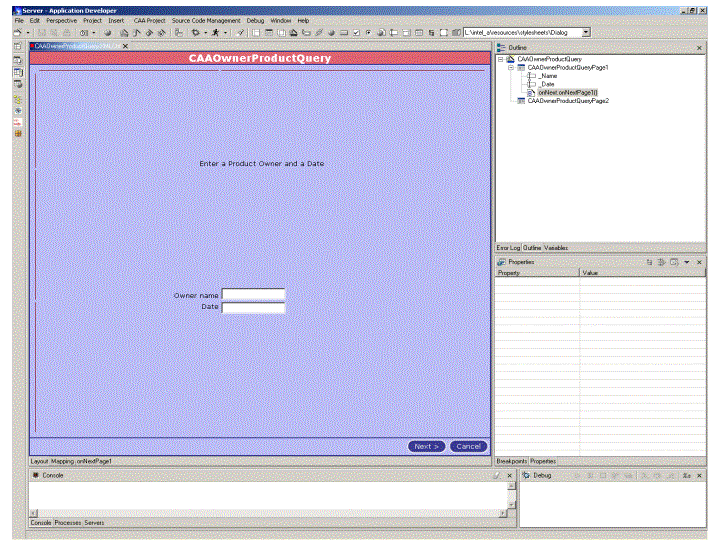 Server - Application Developer
File Edit Perspective Project Insert CAA Project Source Code Management Debug Window Help
L:\intel_a\resources\stylesheets\Dialog
CAAOwnerProductQuery
Enter a Product Owner and a Date
Owner name
Date
Next > Cancel
Layout Mapping onNextPage1
Outline
CAAOwnerProductQuery
CAAOwnerProductQueryPage1
_Name
_Date
onNext:onNextPage1()
CAAOwnerProductQueryPage2
Error Log Outline Variables
Properties
Property Value
Breakpoints Properties
Console
Console Processes Servers
Debug